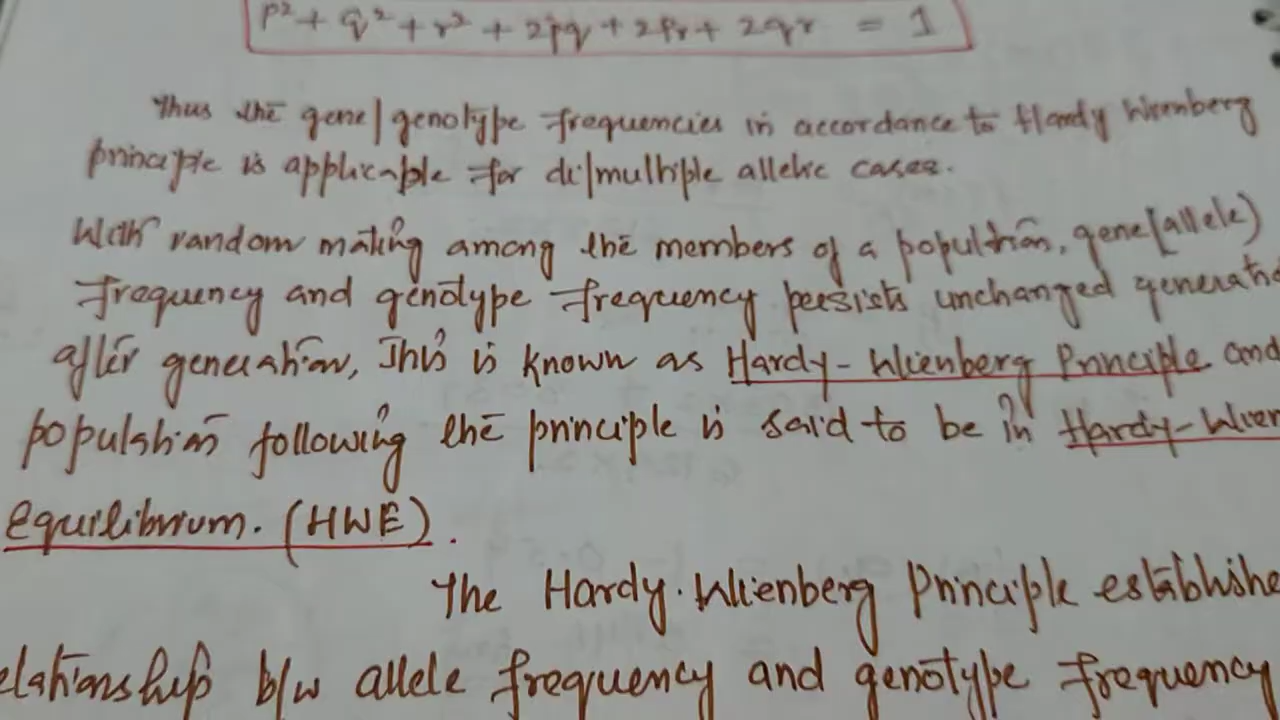 p² + q² + r² + 2pq + 2pr + 2qr = 1
Thus the gene/genotype frequencies in accordance to Hardy Wienberg
principle is applicable for di/multiple allelic cases.
With random mating among the members of a popultion, gene(allele)
frequency and genotype frequency persists unchanged generatio
after generation, This is known as Hardy-Wienberg Principle and
population following the principle is said to be in Hardy-Wien
Equilibrium. (HWE).
The Hardy-Wienberg Principle establishe
elationship b/w allele frequency and genotype frequency